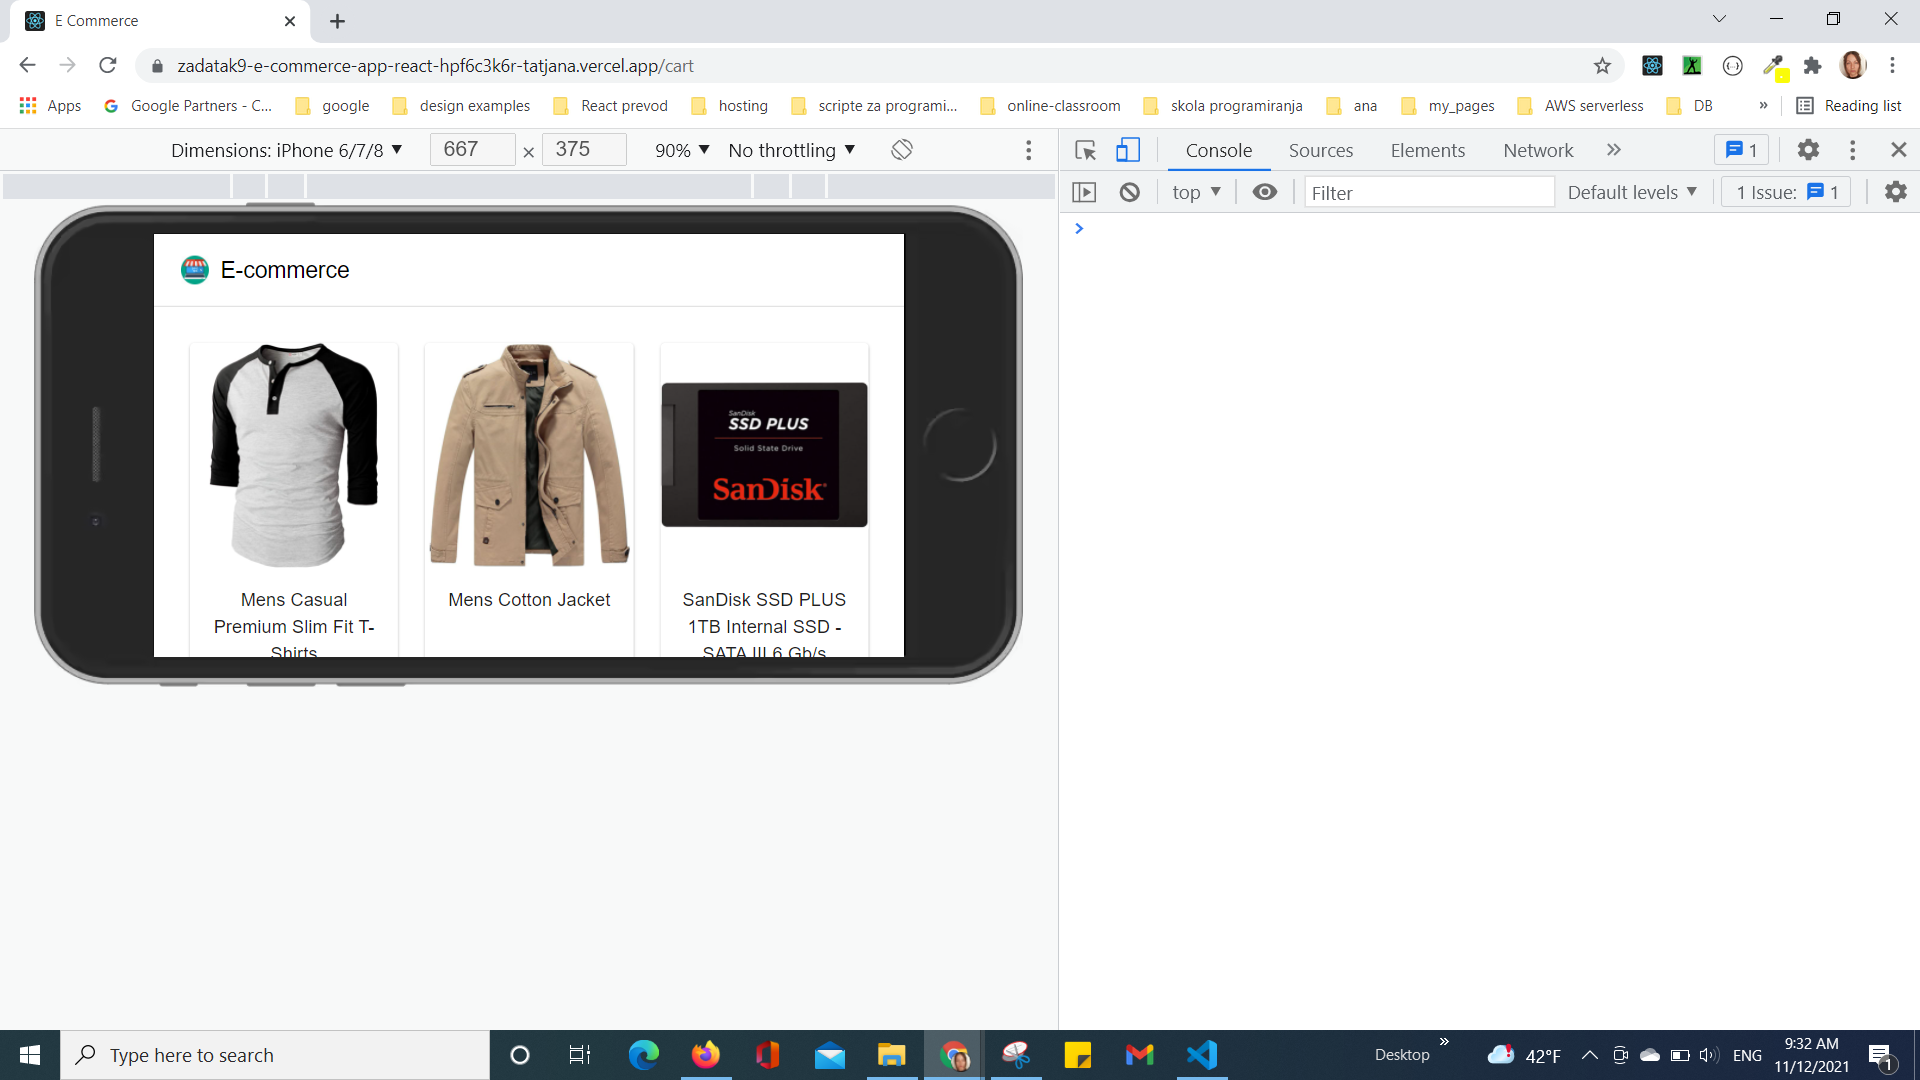 E Commerce
zadatak9-e-commerce-app-react-hpf6c3k6r-tatjana.vercel.app/cart
Apps Google Partners - C... google design examples React prevod hosting scripte za programi... online-classroom skola programiranja ana my_pages AWS serverless DB » Reading list
Dimensions: iPhone 6/7/8 667 × 375 90% No throttling
Console Sources Elements Network » 1
top Filter Default levels 1 Issue: 1
E-commerce
SanDisk
SSD PLUS
Solid State Drive
SanDisk
Mens Casual
Premium Slim Fit T-
Shirts
Mens Cotton Jacket
SanDisk SSD PLUS
1TB Internal SSD -
SATA III 6 Gb/s
Type here to search
Desktop » 42°F ENG
9:32 AM
11/12/2021
1